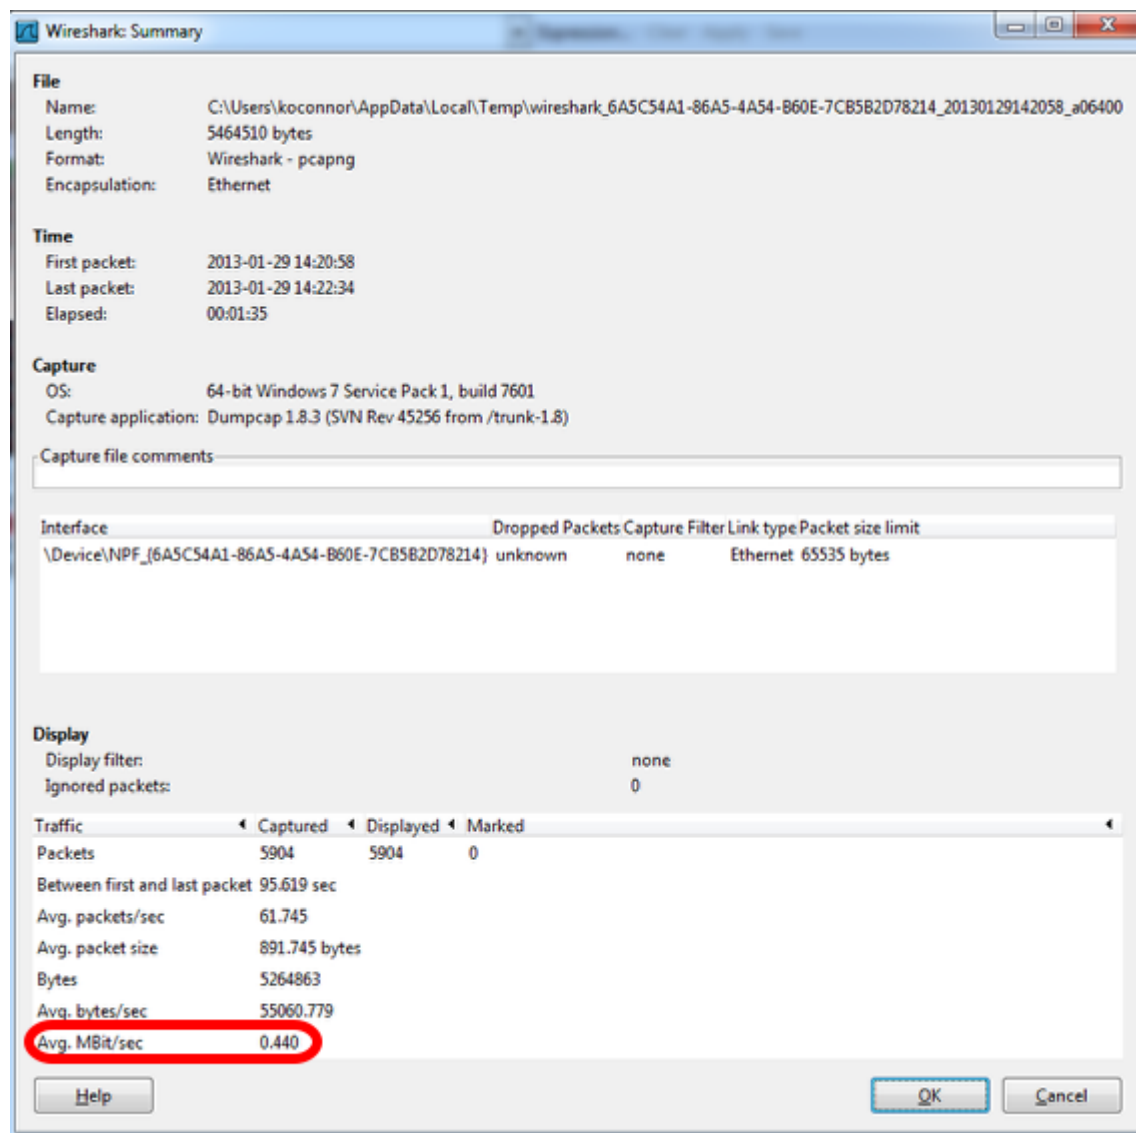 Wireshark: Summary
File
Name: C:\Users\koconnor\AppData\Local\Temp\wireshark_6A5C54A1-86A5-4A54-B60E-7CB5B2D78214_20130129142058_a06400
Length: 5464510 bytes
Format: Wireshark - pcapng
Encapsulation: Ethernet
Time
First packet: 2013-01-29 14:20:58
Last packet: 2013-01-29 14:22:34
Elapsed: 00:01:35
Capture
OS: 64-bit Windows 7 Service Pack 1, build 7601
Capture application: Dumpcap 1.8.3 (SVN Rev 45256 from /trunk-1.8)
Capture file comments
Interface Dropped Packets Capture Filter Link type Packet size limit
\Device\NPF_{6A5C54A1-86A5-4A54-B60E-7CB5B2D78214} unknown none Ethernet 65535 bytes
Display
Display filter: none
Ignored packets: 0
Traffic Captured Displayed Marked
Packets 5904 5904 0
Between first and last packet 95.619 sec
Avg. packets/sec 61.745
Avg. packet size 891.745 bytes
Bytes 5264863
Avg. bytes/sec 55060.779
Avg. MBit/sec 0.440
Help OK Cancel